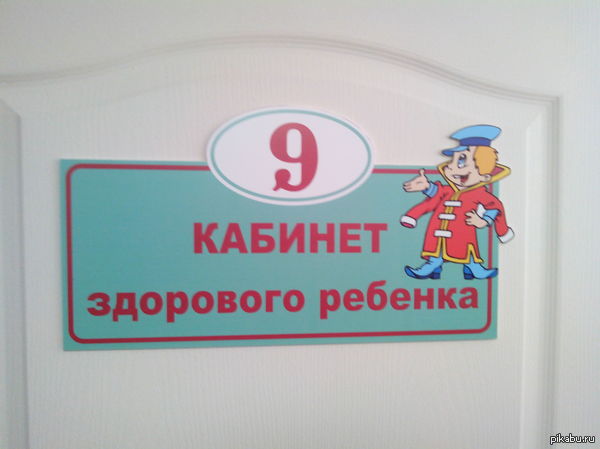 9
КАБИНЕТ
здорового ребенка
pikabu.ru